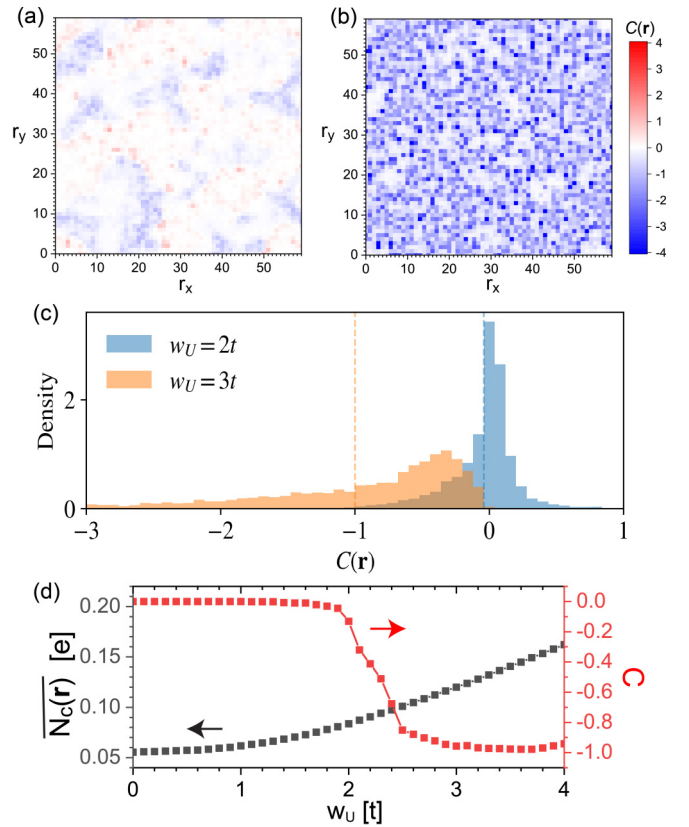 (a)
(b)
C(r)
50
40
30
20
10
0
r_y
0 10 20 30 40 50
r_x
50
40
30
20
10
0
r_y
0 10 20 30 40 50
r_x
4
3
2
1
0
-1
-2
-3
-4
(c)
w_U = 2t
w_U = 3t
Density
2
0
−3 −2 −1 0 1
C(r)
(d)
0.20
0.15
0.10
0.05
N_C(r) [e]
0.0
-0.2
-0.4
-0.6
-0.8
-1.0
C
0 1 2 3 4
w_U [t]